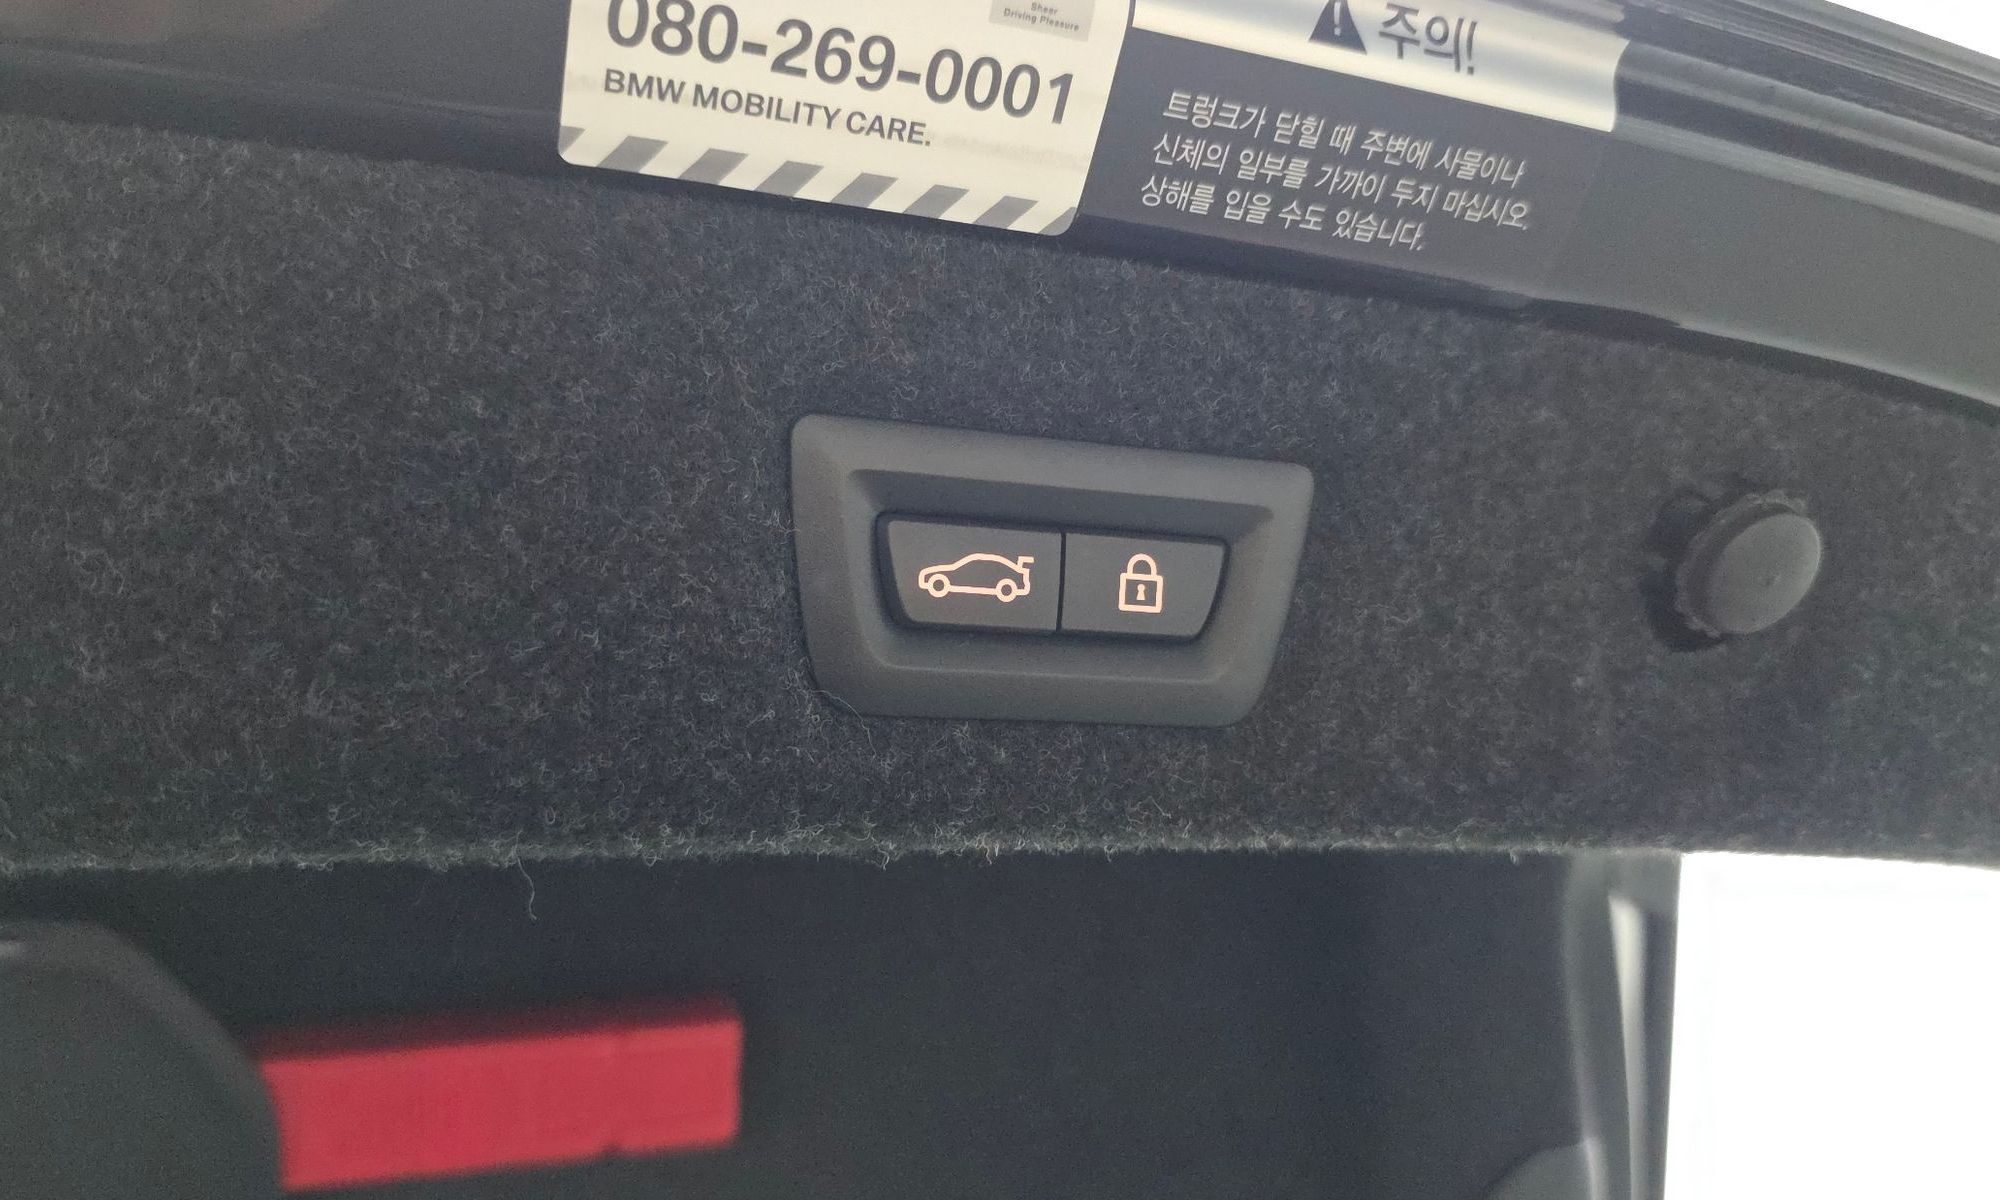 Sheer
Driving Pleasure
080-269-0001
BMW MOBILITY CARE.
주의!
트렁크가 닫힐 때 주변에 사물이나
신체의 일부를 가까이 두지 마십시오.
상해를 입을 수도 있습니다.